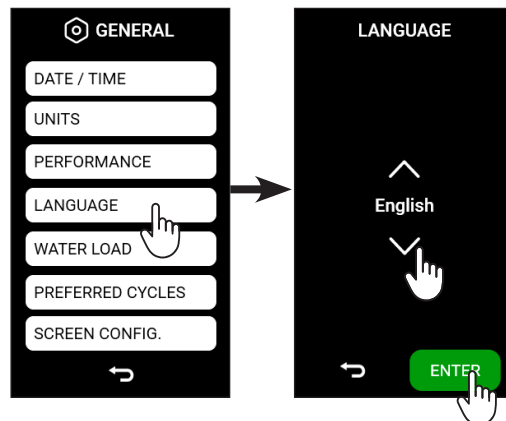 GENERAL
DATE / TIME
UNITS
PERFORMANCE
LANGUAGE
WATER LOAD
PREFERRED CYCLES
SCREEN CONFIG.
LANGUAGE
English
ENTER